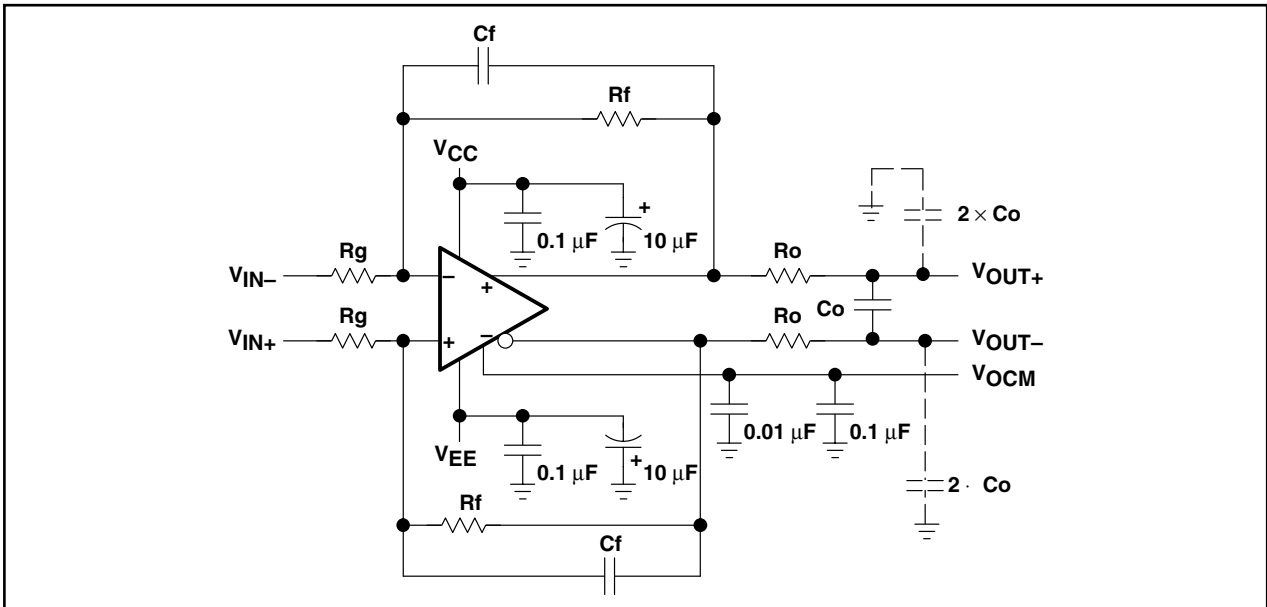 Cf
Rf
VCC
+
0.1 µF
10 µF
2 × Co
Rg
Ro
VIN–
–
+
VOUT+
Rg
Co
Ro
VIN+
+
–
VOUT–
VOCM
0.01 µF
0.1 µF
VEE
0.1 µF
+
10 µF
2 · Co
Rf
Cf